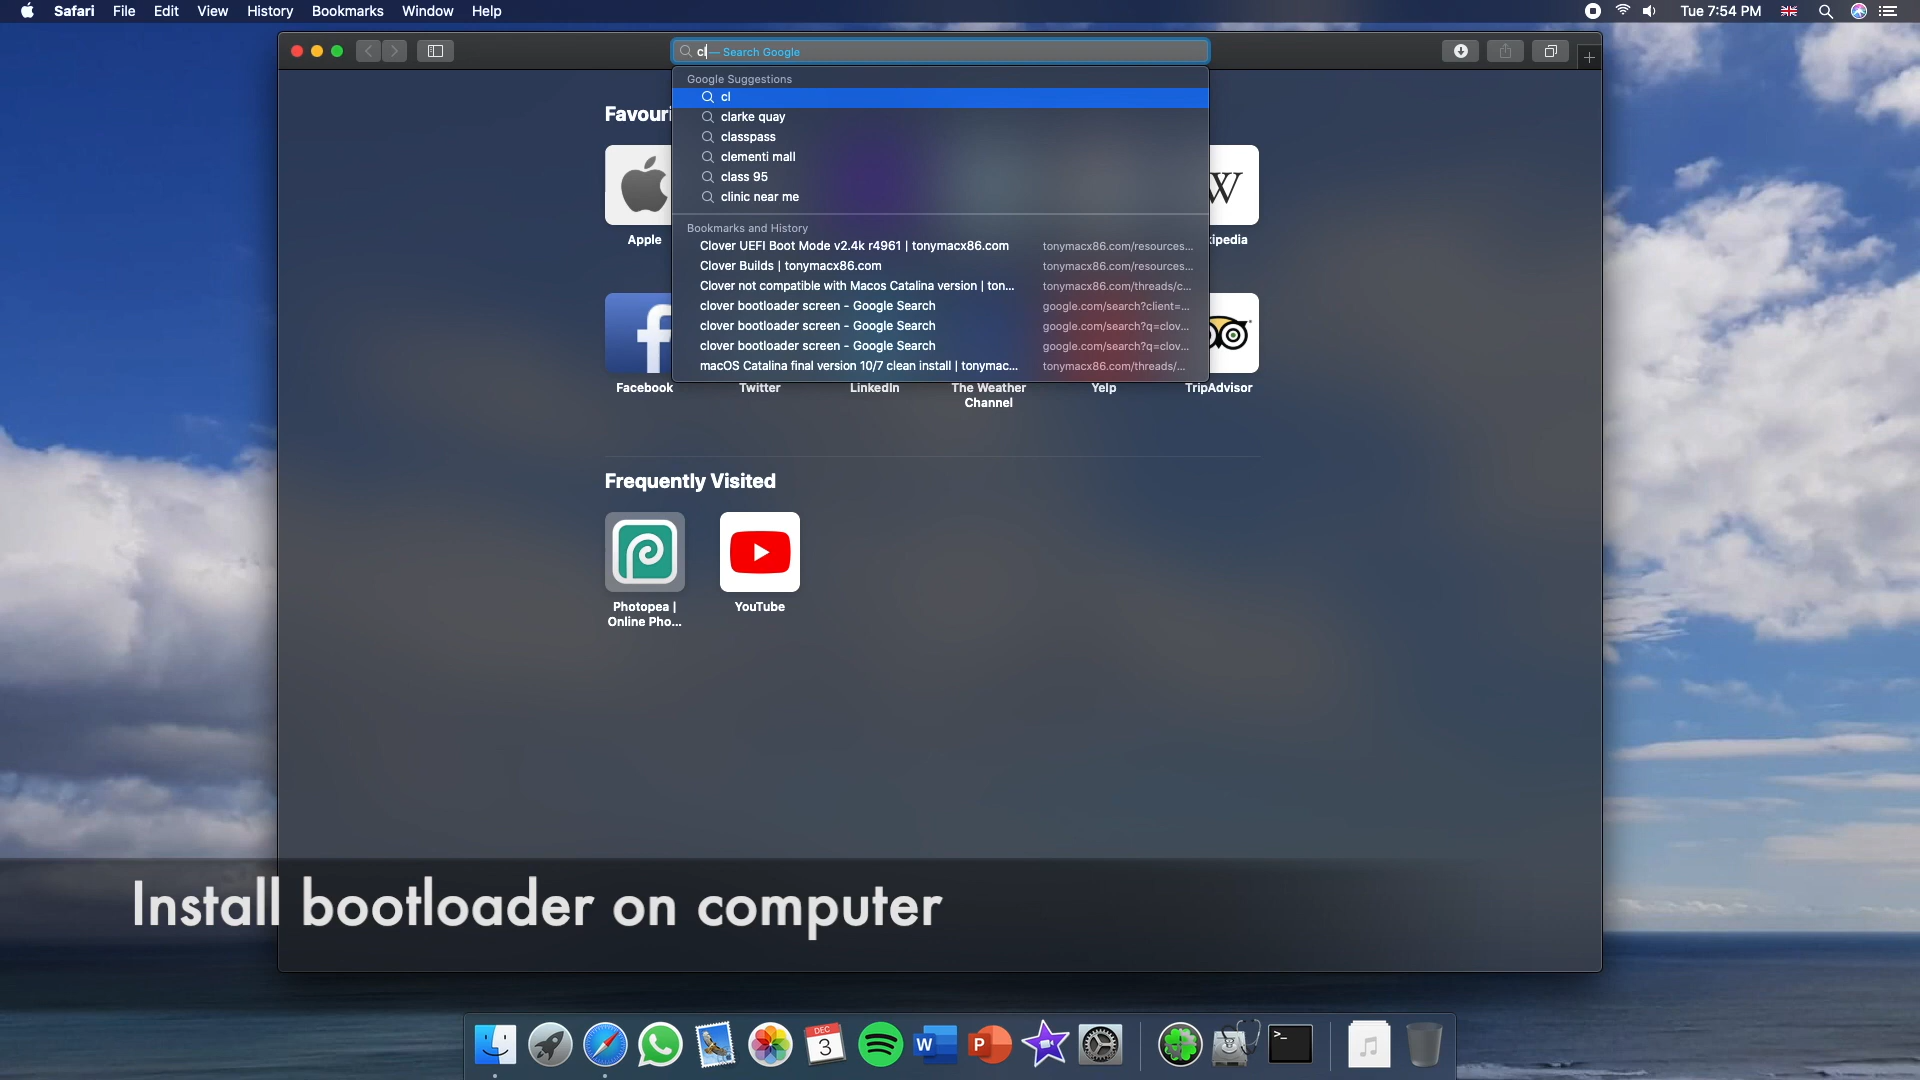 Safari File Edit View History Bookmarks Window Help
Tue 7:54 PM
cl — Search Google
Google Suggestions
cl
clarke quay
classpass
clementi mall
class 95
clinic near me
Bookmarks and History
Clover UEFI Boot Mode v2.4k r4961 | tonymacx86.com tonymacx86.com/resources...
Clover Builds | tonymacx86.com tonymacx86.com/resources...
Clover not compatible with Macos Catalina version | ton... tonymacx86.com/threads/c...
clover bootloader screen - Google Search google.com/search?client=...
clover bootloader screen - Google Search google.com/search?q=clov...
clover bootloader screen - Google Search google.com/search?q=clov...
macOS Catalina final version 10/7 clean install | tonymac... tonymacx86.com/threads/...
Favouri
W
Apple
ipedia
Facebook Twitter LinkedIn The Weather Yelp TripAdvisor
Channel
Frequently Visited
Photopea | YouTube
Online Pho...
Install bootloader on computer
DEC
3
W
P
>_